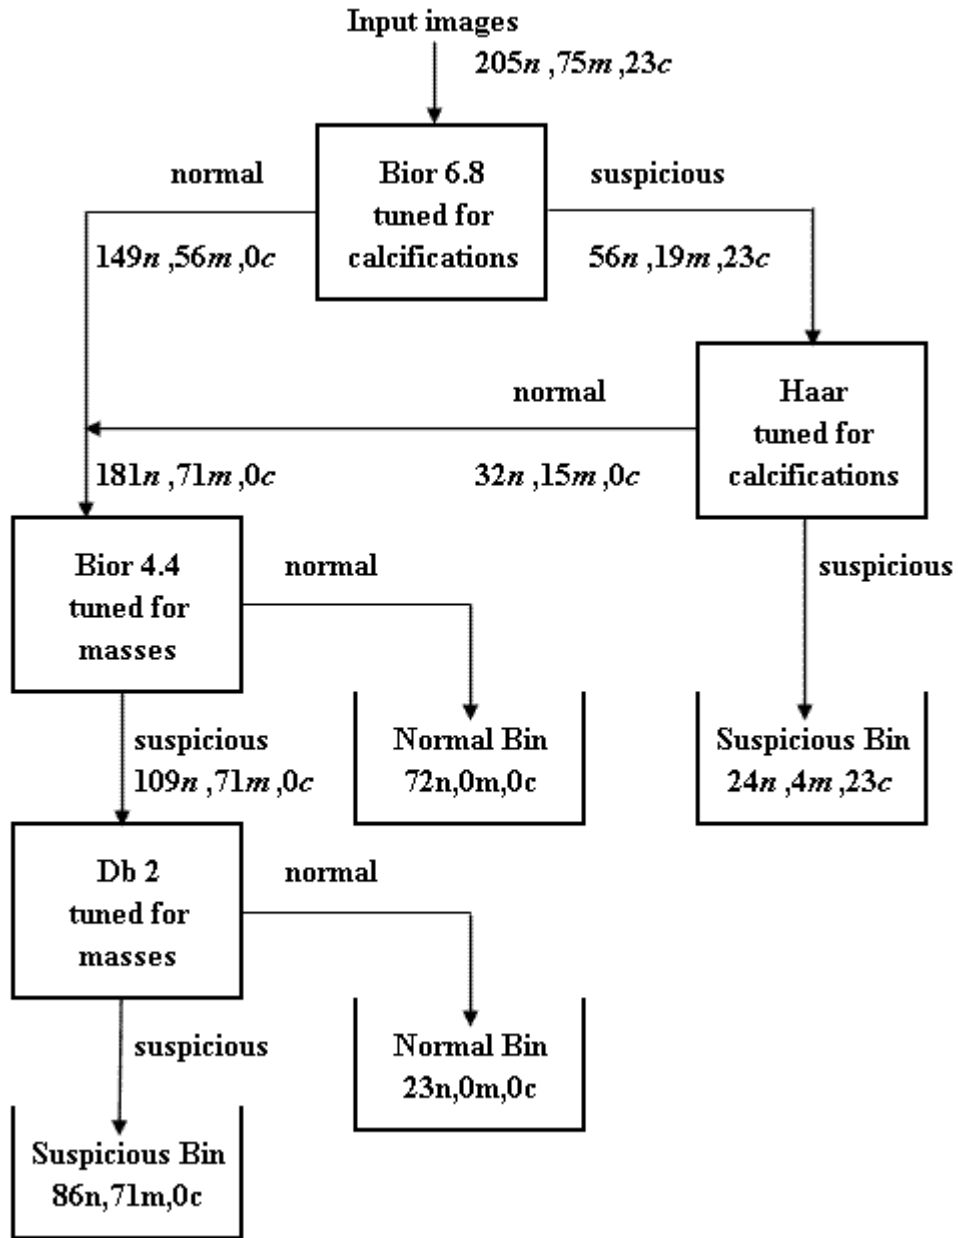 Input images
205n ,75m ,23c
normal
Bior 6.8
tuned for
calcifications
suspicious
149n ,56m ,0c
56n ,19m ,23c
Haar
tuned for
calcifications
normal
181n ,71m ,0c
32n ,15m ,0c
Bior 4.4
tuned for
masses
normal
suspicious
suspicious
109n ,71m ,0c
Normal Bin
72n,0m,0c
Suspicious Bin
24n ,4m ,23c
Db 2
tuned for
masses
normal
suspicious
Normal Bin
23n,0m,0c
Suspicious Bin
86n,71m,0c